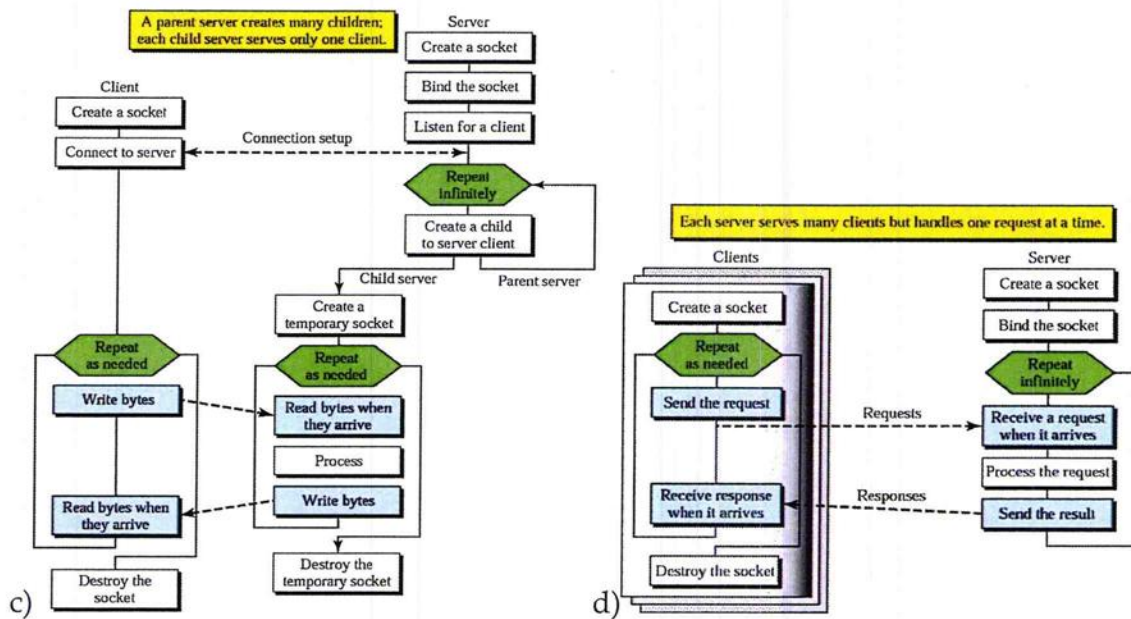 A parent server creates many children;
each child server serves only one client.
Server
Create a socket
Bind the socket
Listen for a client
Client
Create a socket
Connect to server
Connection setup
Repeat
infinitely
Create a child
to server client
Child server
Parent server
Create a
temporary socket
Repeat
as needed
Repeat
as needed
Write bytes
Read bytes when
they arrive
Process
Write bytes
Read bytes when
they arrive
Destroy the
temporary socket
Destroy the
socket
c)
Each server serves many clients but handles one request at a time.
Clients
Server
Create a socket
Create a socket
Bind the socket
Repeat
as needed
Repeat
infinitely
Send the request
Requests
Receive a request
when it arrives
Process the request
Receive response
when it arrives
Responses
Send the result
Destroy the socket
d)